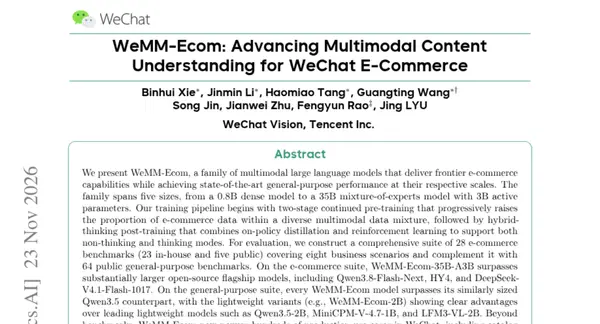 WeChat
WeMM-Ecom: Advancing Multimodal Content
Understanding for WeChat E-Commerce
Binhui Xie*, Jinmin Li*, Haomiao Tang*, Guangting Wang*†
Song Jin, Jianwei Zhu, Fengyun Rao‡, Jing LYU
WeChat Vision, Tencent Inc.
Abstract
We present WeMM-Ecom, a family of multimodal large language models that deliver frontier e-commerce
capabilities while achieving state-of-the-art general-purpose performance at their respective scales. The
family spans five sizes, from a 0.8B dense model to a 35B mixture-of-experts model with 3B active
parameters. Our training pipeline begins with two-stage continued pre-training that progressively raises
the proportion of e-commerce data within a diverse multimodal data mixture, followed by hybrid-
thinking post-training that combines on-policy distillation and reinforcement learning to support both
non-thinking and thinking modes. For evaluation, we construct a comprehensive suite of 28 e-commerce
benchmarks (23 in-house and five public) covering eight business scenarios and complement it with
64 public general-purpose benchmarks. On the e-commerce suite, WeMM-Ecom-35B-A3B surpasses
substantially larger open-source flagship models, including Qwen3.8-Flash-Next, HY4, and DeepSeek-
V4.1-Flash-1017. On the general-purpose suite, every WeMM-Ecom model surpasses its similarly sized
Qwen3.5 counterpart, with the lightweight variants (e.g., WeMM-Ecom-2B) showing clear advantages
over leading lightweight models such as Qwen3.5-2B, MiniCPM-V-4.7-1B, and LFM3-VL-2B. Beyond
cs.AI] 23 Nov 2026